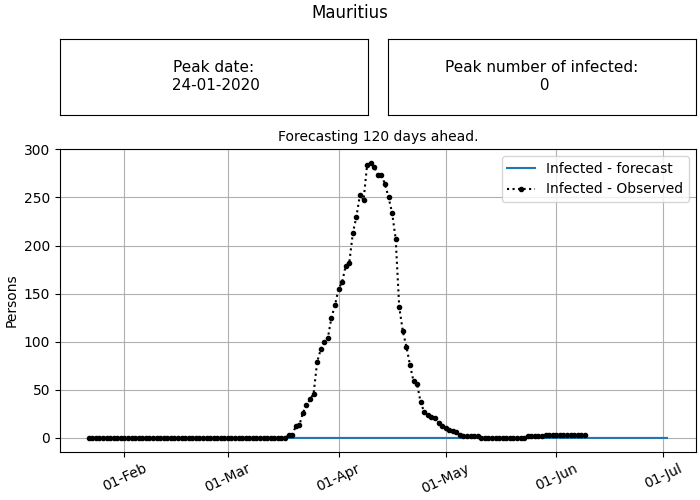 Mauritius
Peak date:
24-01-2020
Peak number of infected:
0
Forecasting 120 days ahead.
300
250
200
150
100
50
0
Persons
Infected - forecast
Infected - Observed
01-Feb
01-Mar
01-Apr
01-May
01-Jun
01-Jul